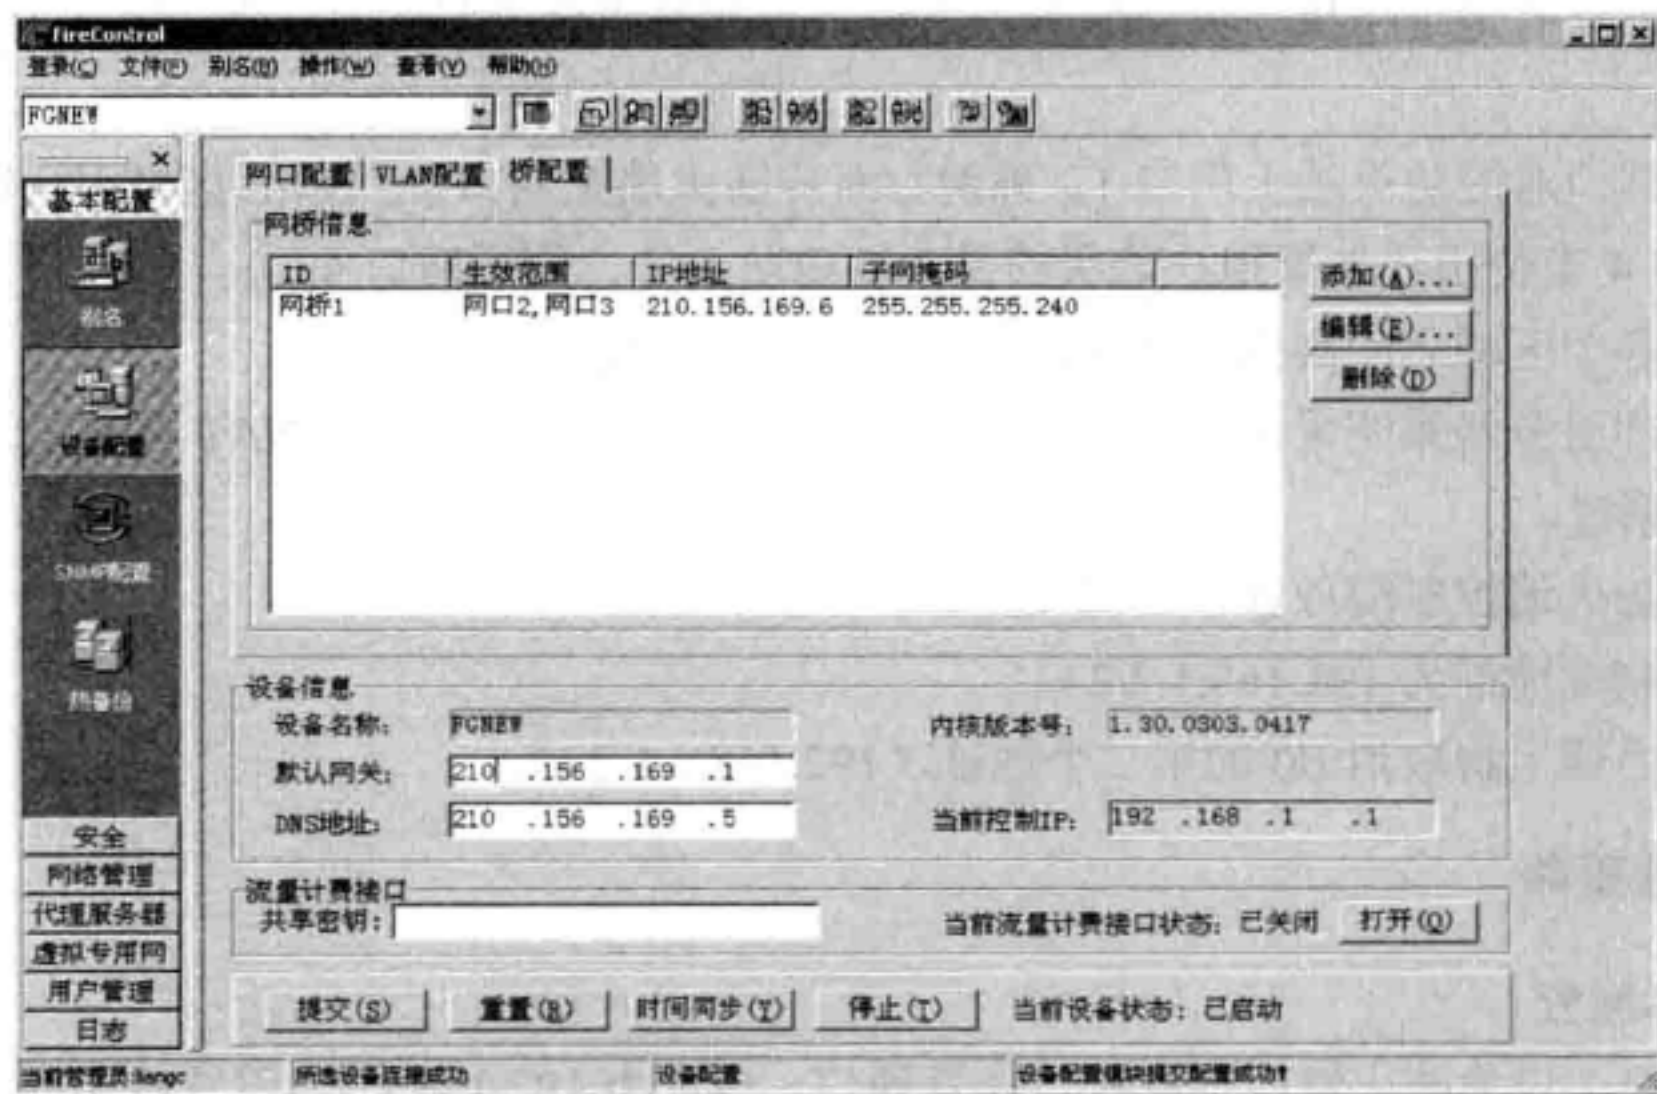 FireControl
登录(C) 文件(F) 别名(B) 操作(W) 查看(V) 帮助(H)
FGNEW
基本配置
别名
设备配置
SNMP配置
热备份
安全
网络管理
代理服务器
虚拟专用网
用户管理
日志
网口配置 VLAN配置 桥配置
网桥信息
ID 生效范围 IP地址 子网掩码
网桥1 网口2,网口3 210.156.169.6 255.255.255.240
添加(A)...
编辑(E)...
删除(D)
设备信息
设备名称: FGNEW 内核版本号: 1.30.0303.0417
默认网关: 210 .156 .169 .1
DNS地址: 210 .156 .169 .5 当前控制IP: 192 .168 .1 .1
流量计费接口
共享密钥: 当前流量计费接口状态: 已关闭 打开(O)
提交(S) 重置(R) 时间同步(Y) 停止(T) 当前设备状态: 已启动
当前管理员: 所选设备连接成功 设备配置 设备配置模块提交配置成功!